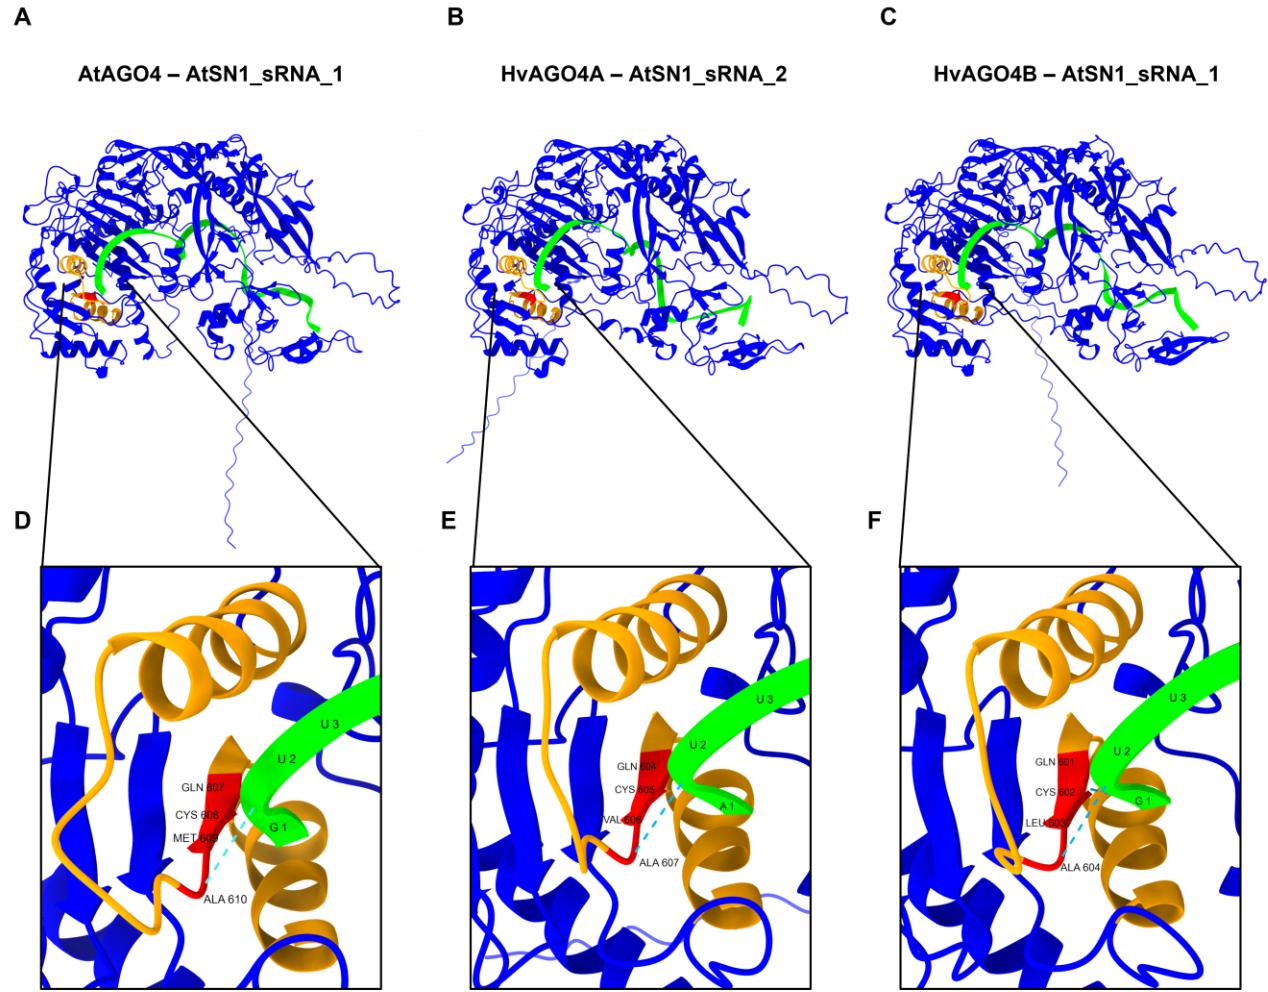 A
B
C
AtAGO4 – AtSN1_sRNA_1
HvAGO4A – AtSN1_sRNA_2
HvAGO4B – AtSN1_sRNA_1
D
E
F
U 3
U 2
GLN 607
CYS 608
G 1
MET 609
ALA 610
U 3
U 2
GLN 604
CYS 605
A 1
VAL 606
ALA 607
U 3
U 2
GLN 601
CYS 602
G 1
LEU 603
ALA 604